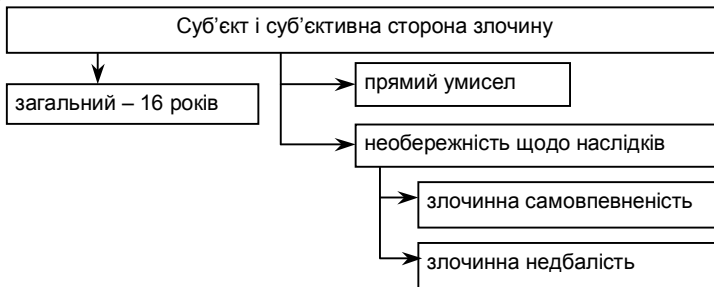 Суб’єкт і суб’єктивна сторона злочину
загальний – 16 років
прямий умисел
необережність щодо наслідків
злочинна самовпевненість
злочинна недбалість